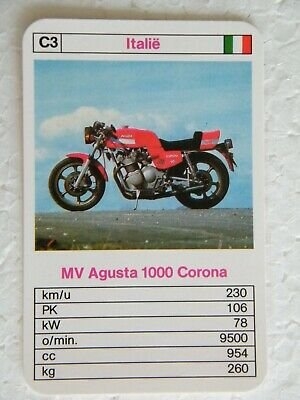 C3 Italië
MV Agusta 1000 Corona
km/u 230
PK 106
kW 78
o/min. 9500
cc 954
kg 260